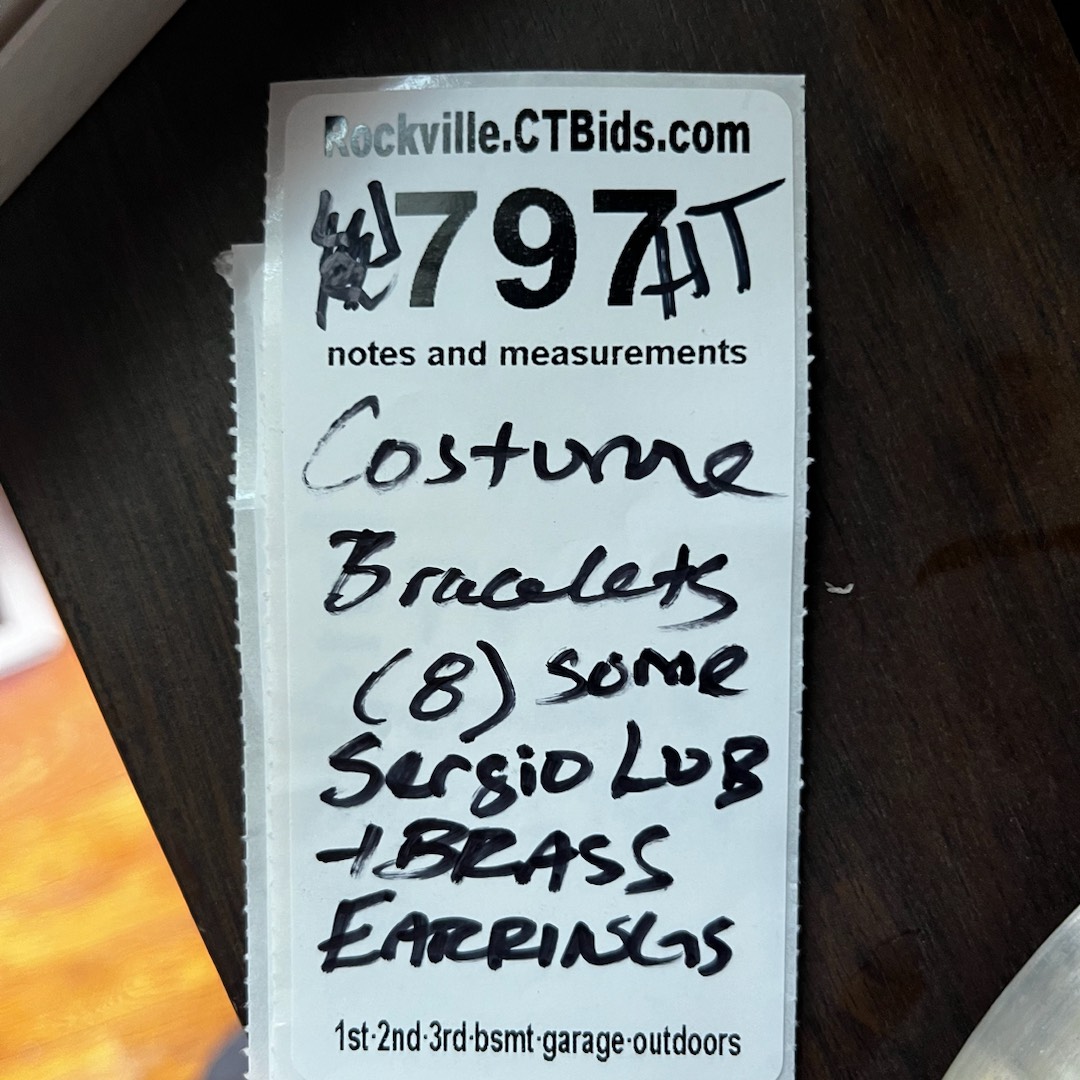 Rockville.CTBids.com
797 HT
notes and measurements
Costume
Bracelets
(8) some
Sergio LUB
+ BRASS
EARRINGS
1st·2nd·3rd·bsmt·garage·outdoors